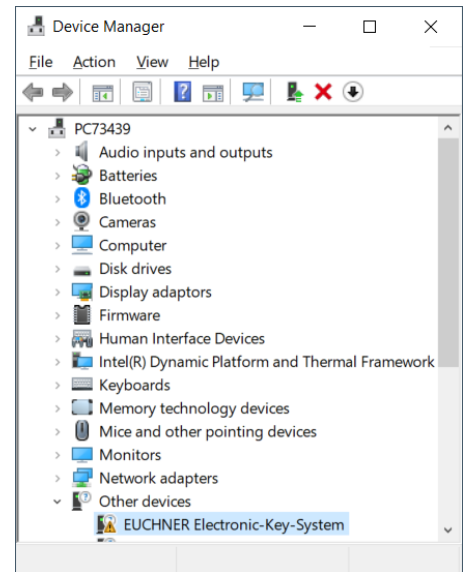 Device Manager
File Action View Help
PC73439
Audio inputs and outputs
Batteries
Bluetooth
Cameras
Computer
Disk drives
Display adaptors
Firmware
Human Interface Devices
Intel(R) Dynamic Platform and Thermal Framework
Keyboards
Memory technology devices
Mice and other pointing devices
Monitors
Network adapters
Other devices
EUCHNER Electronic-Key-System